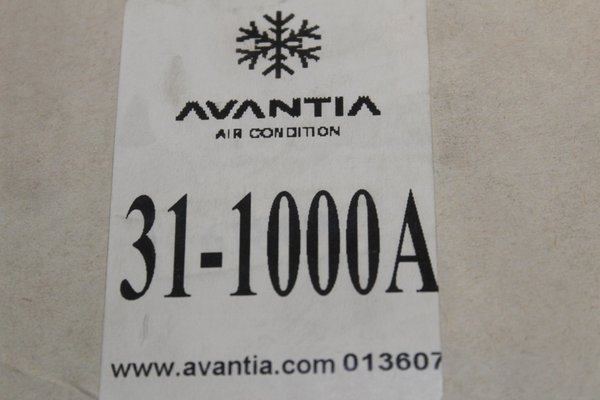 AVANTIA
AIR CONDITION
31-1000A
www.avantia.com 013607